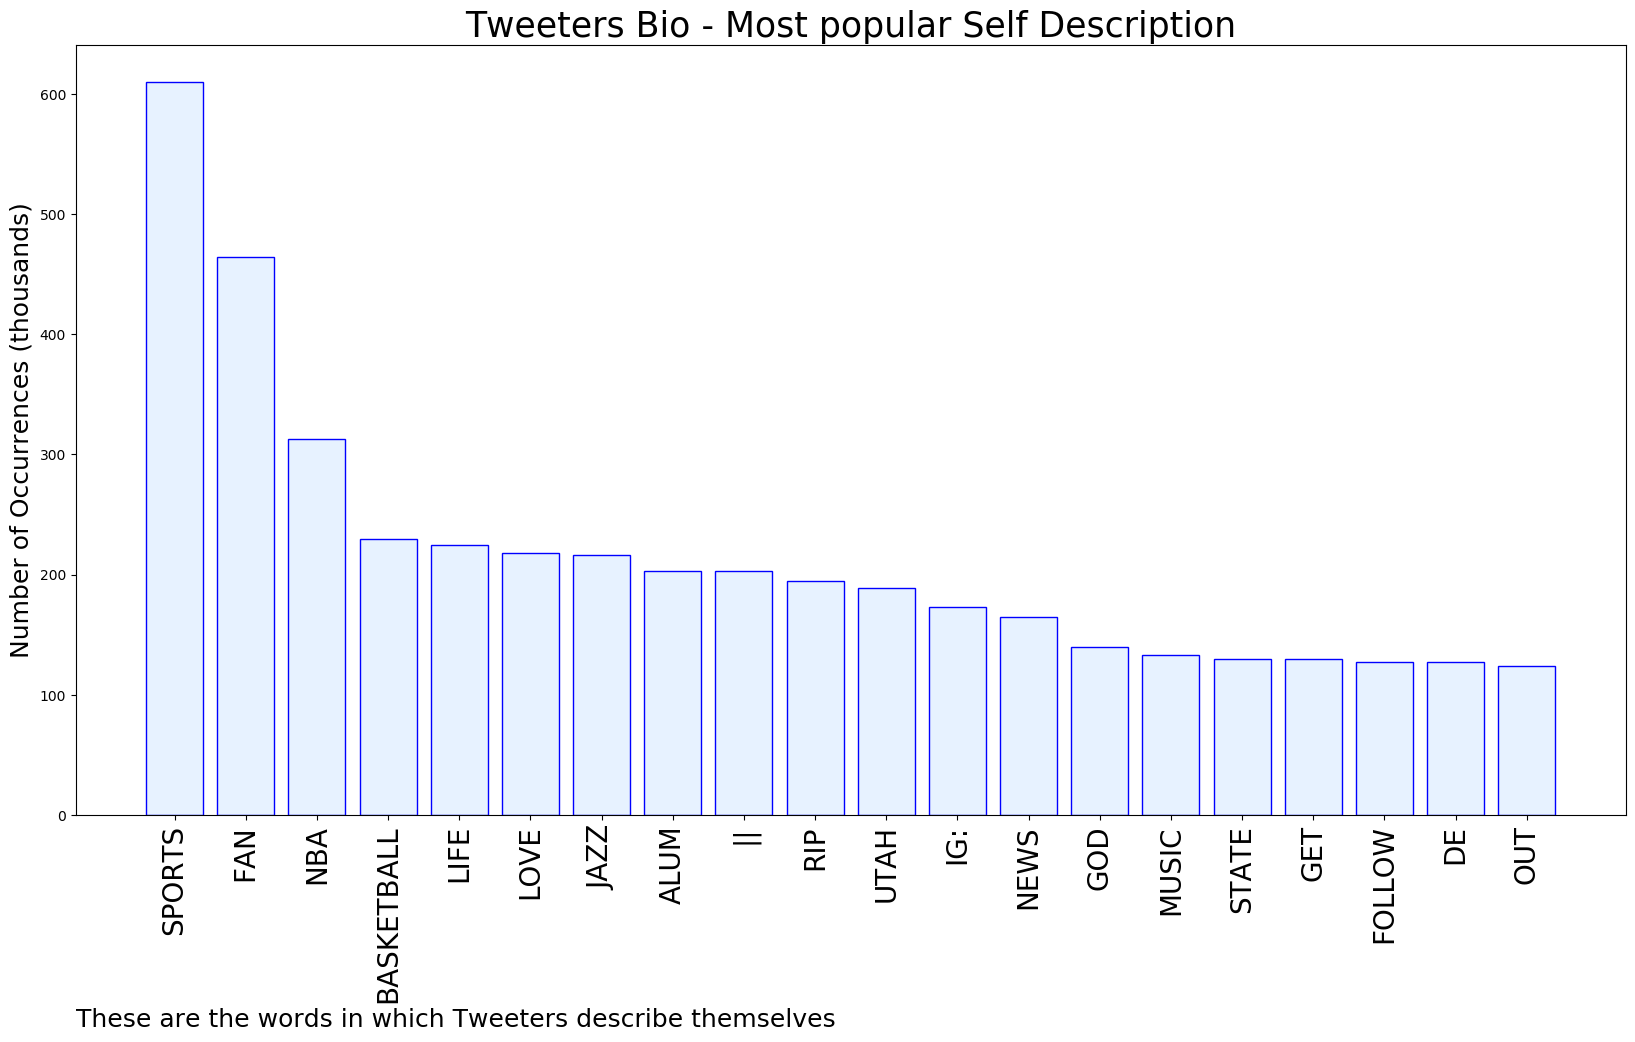 Tweeters Bio - Most popular Self Description
Number of Occurrences (thousands)
600
500
400
300
200
100
0
SPORTS
FAN
NBA
BASKETBALL
LIFE
LOVE
JAZZ
ALUM
||
RIP
UTAH
IG:
NEWS
GOD
MUSIC
STATE
GET
FOLLOW
DE
OUT
These are the words in which Tweeters describe themselves